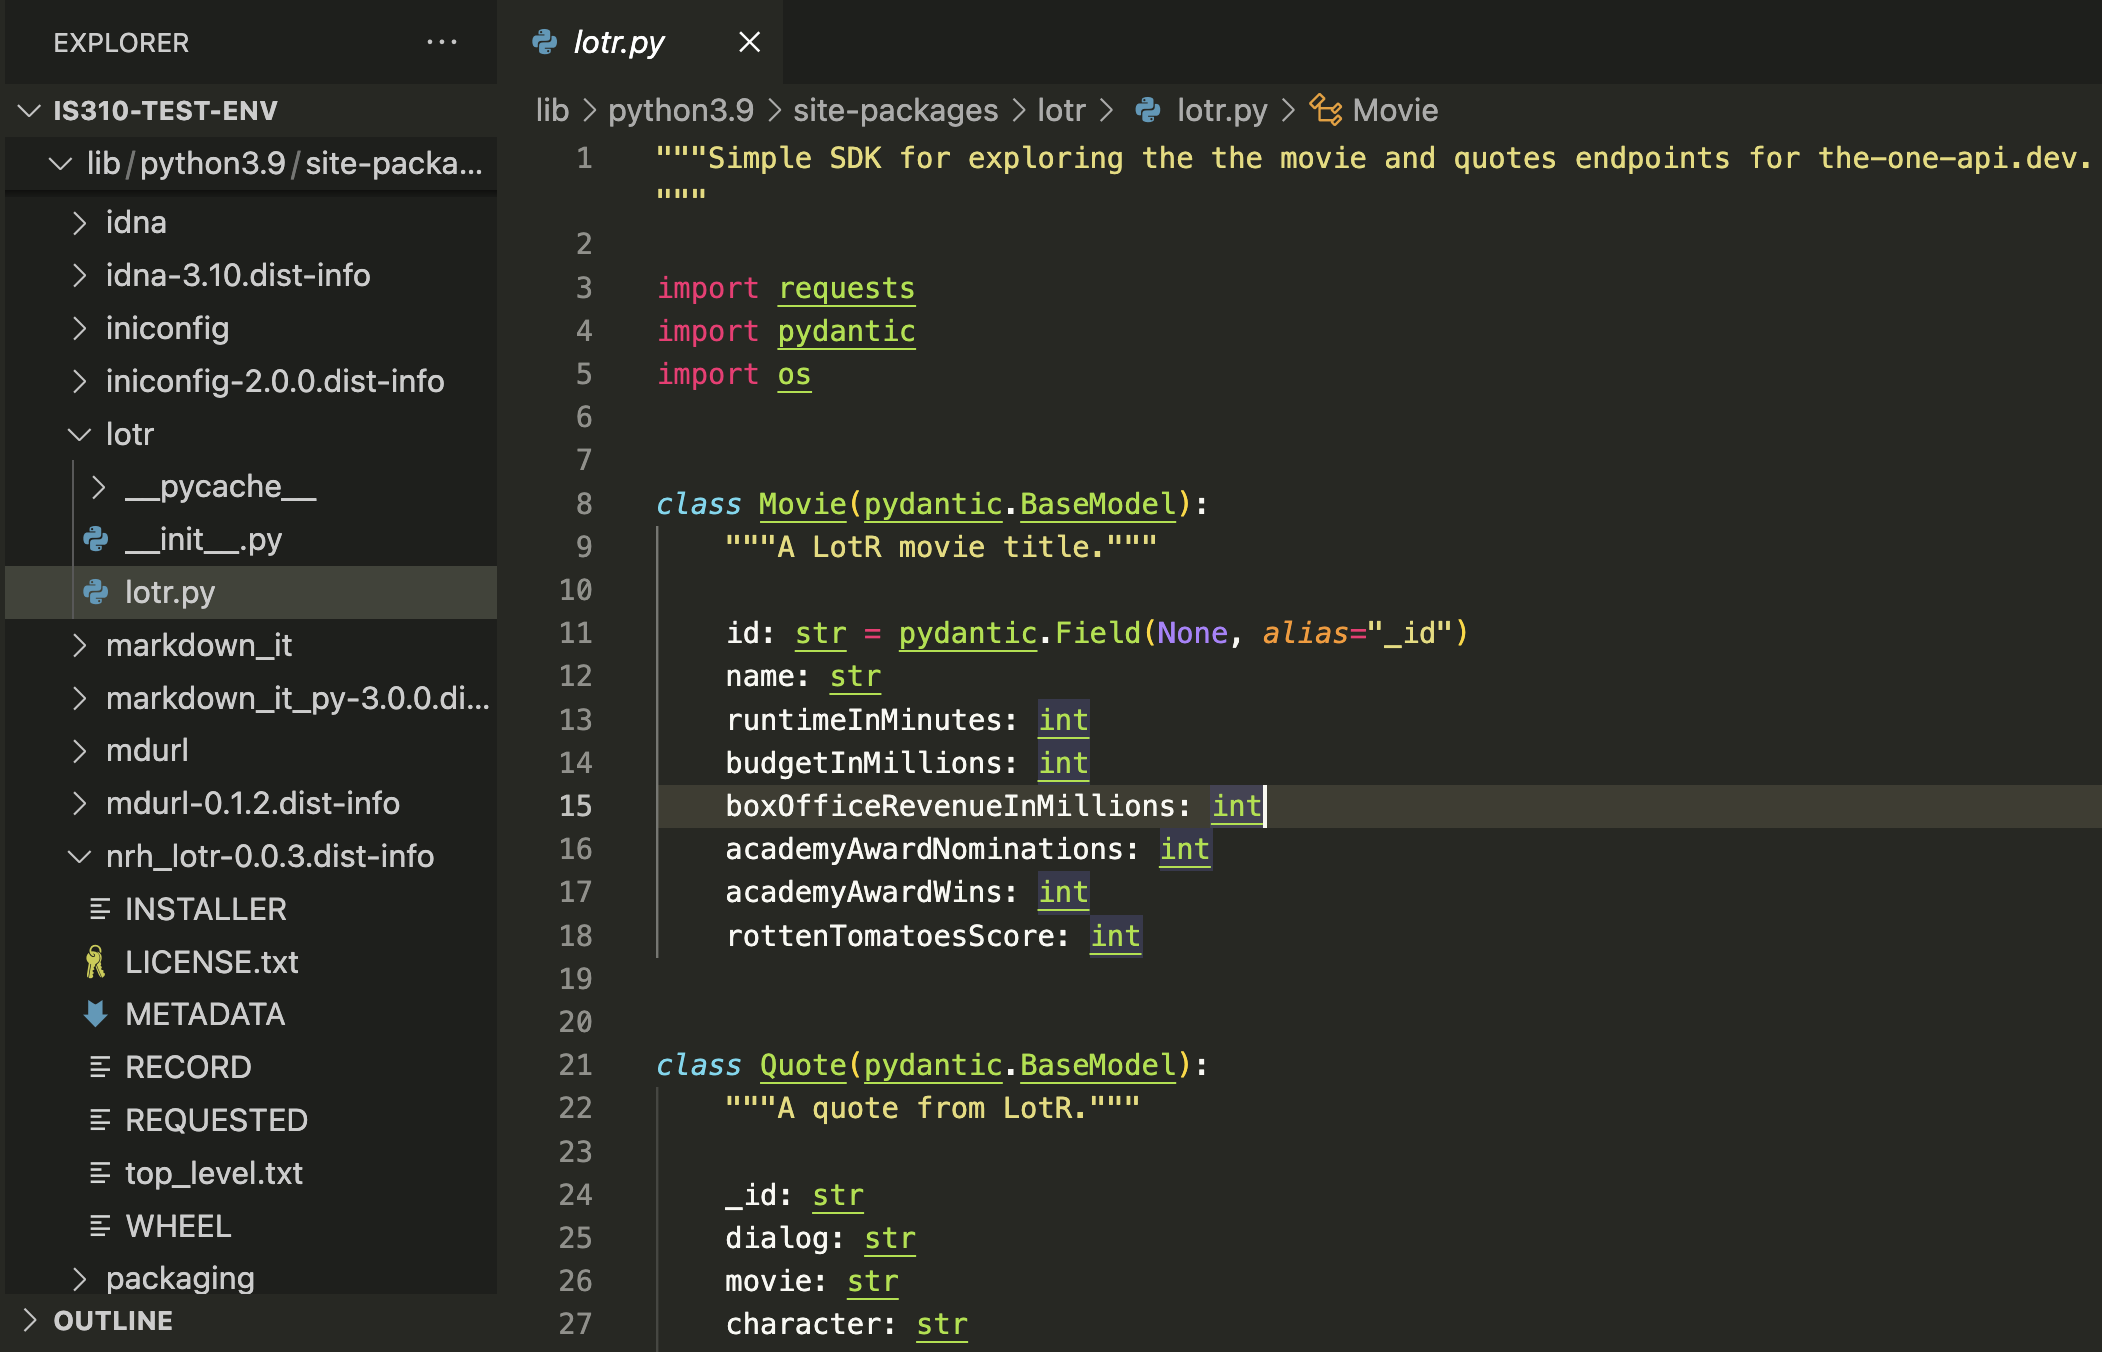 EXPLORER ...
IS310-TEST-ENV
lib/python3.9/site-packa...
idna
idna-3.10.dist-info
iniconfig
iniconfig-2.0.0.dist-info
lotr
__pycache__
__init__.py
lotr.py
markdown_it
markdown_it_py-3.0.0.di...
mdurl
mdurl-0.1.2.dist-info
nrh_lotr-0.0.3.dist-info
INSTALLER
LICENSE.txt
METADATA
RECORD
REQUESTED
top_level.txt
WHEEL
packaging
OUTLINE
lotr.py
lib > python3.9 > site-packages > lotr > lotr.py > Movie
1 """Simple SDK for exploring the the movie and quotes endpoints for the-one-api.dev.
"""
2
3 import requests
4 import pydantic
5 import os
6
7
8 class Movie(pydantic.BaseModel):
9 """A LotR movie title."""
10
11 id: str = pydantic.Field(None, alias="_id")
12 name: str
13 runtimeInMinutes: int
14 budgetInMillions: int
15 boxOfficeRevenueInMillions: int
16 academyAwardNominations: int
17 academyAwardWins: int
18 rottenTomatoesScore: int
19
20
21 class Quote(pydantic.BaseModel):
22 """A quote from LotR."""
23
24 _id: str
25 dialog: str
26 movie: str
27 character: str